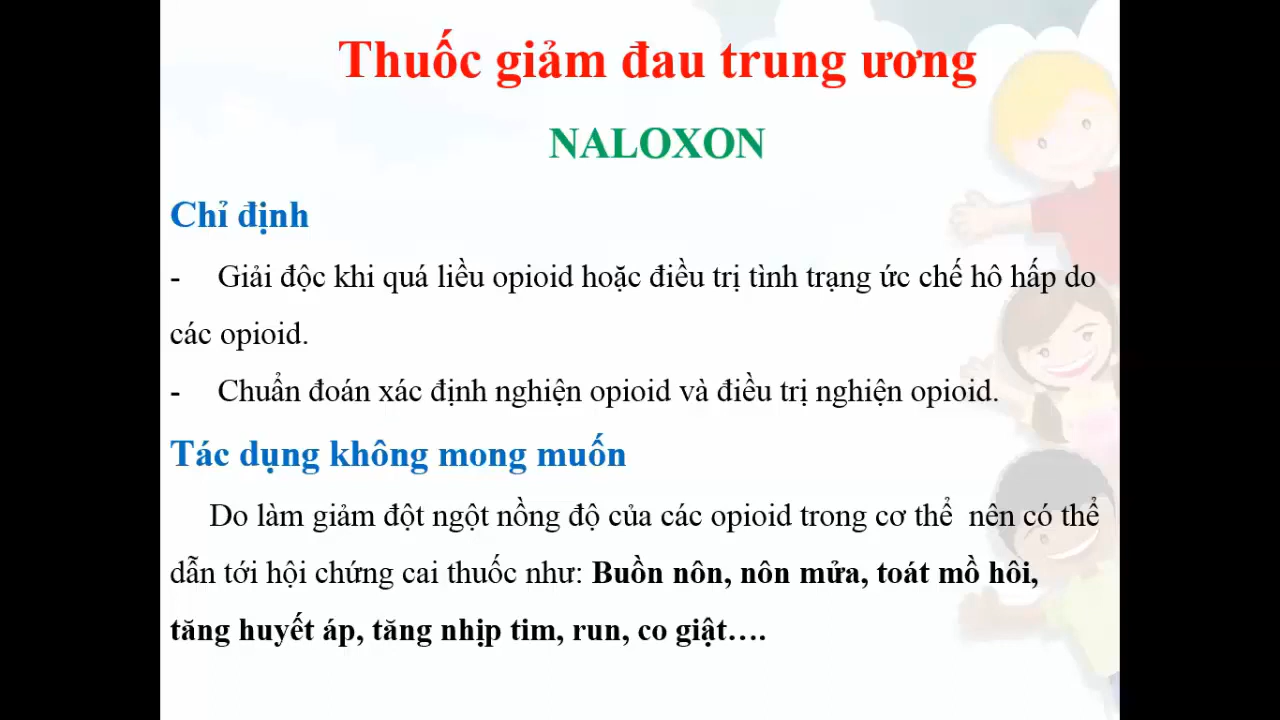 Thuốc giảm đau trung ương
NALOXON
Chỉ định
- Giải độc khi quá liều opioid hoặc điều trị tình trạng ức chế hô hấp do
các opioid.
- Chuẩn đoán xác định nghiện opioid và điều trị nghiện opioid.
Tác dụng không mong muốn
Do làm giảm đột ngột nồng độ của các opioid trong cơ thể nên có thể
dẫn tới hội chứng cai thuốc như: Buồn nôn, nôn mửa, toát mồ hôi,
tăng huyết áp, tăng nhịp tim, run, co giật….